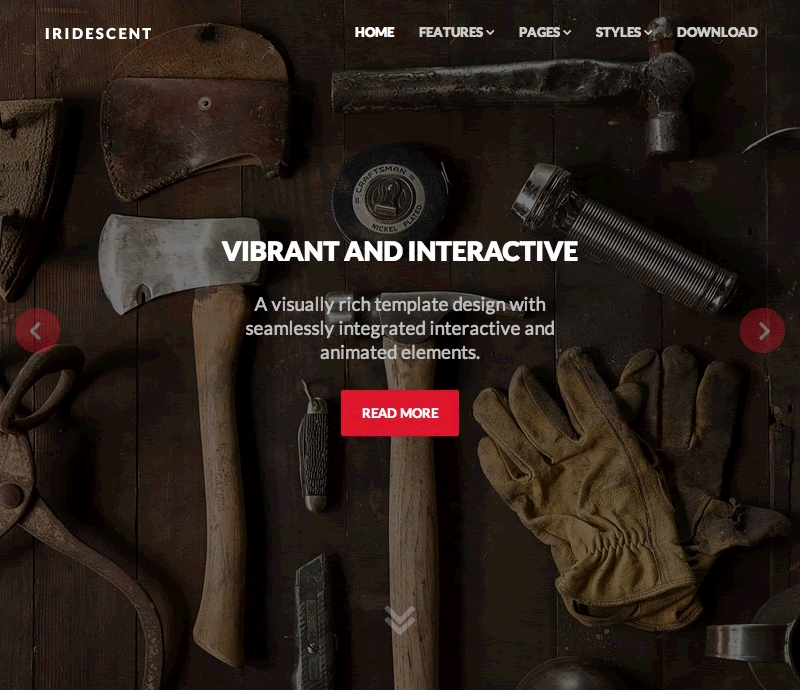 IRIDESCENT
HOME FEATURES PAGES STYLES DOWNLOAD
CRAFTSMAN
NICKEL PLATED
VIBRANT AND INTERACTIVE
A visually rich template design with
seamlessly integrated interactive and
animated elements.
READ MORE